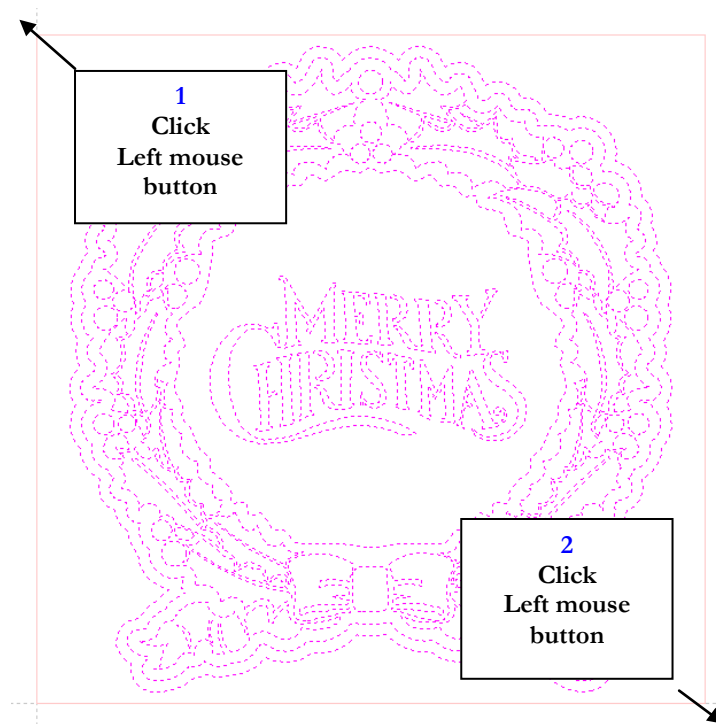 1
Click
Left mouse
button
MERRY
CHRISTMAS
2
Click
Left mouse
button